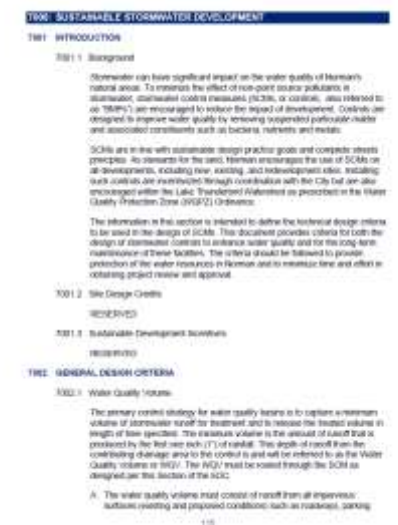 7000 SUSTAINABLE STORMWATER DEVELOPMENT
7001 INTRODUCTION
7001.1 Background
Stormwater can have significant impact on the water quality of Norman's
natural areas. To minimize the effect of non-point source pollutants in
stormwater, stormwater control measures (SCMs, or controls, also referred to
as "BMPs") are encouraged to reduce the impact of development. Controls are
designed to improve water quality by removing suspended particulate matter
and associated constituents such as bacteria, nutrients and metals.
SCMs are in line with sustainable design practice goals and complete streets
principles. As stewards for the land, Norman encourages the use of SCMs on
all developments, including new, existing, and redevelopment sites. Installing
such controls are incentivized through coordination with the City but are also
encouraged within the Lake Thunderbird Watershed as prescribed in the Water
Quality Protection Zone (WQPZ) Ordinance.
The information in this section is intended to define the technical design criteria
to be used in the design of SCMs. This document provides criteria for both the
design of stormwater controls to enhance water quality and for the long-term
maintenance of these facilities. The criteria should be followed to provide
protection of the water resources in Norman and to minimize time and effort in
obtaining project review and approval.
7001.2 Site Design Credits
RESERVED
7001.3 Sustainable Development Incentives
RESERVED
7002 GENERAL DESIGN CRITERIA
7002.1 Water Quality Volume
The primary control strategy for water quality basins is to capture a minimum
volume of stormwater runoff for treatment and to release the treated volume in
length of time specified. The minimum volume is the amount of runoff that is
produced by the first one inch (1") of rainfall. This depth of runoff from the
contributing drainage area to the control is and will be referred to as the Water
Quality Volume or WQV. The WQV must be routed through the SCM as
designed per this Section of the EDC.
A. The water quality volume must consist of runoff from all impervious
surfaces existing and proposed conditions such as roadways, parking